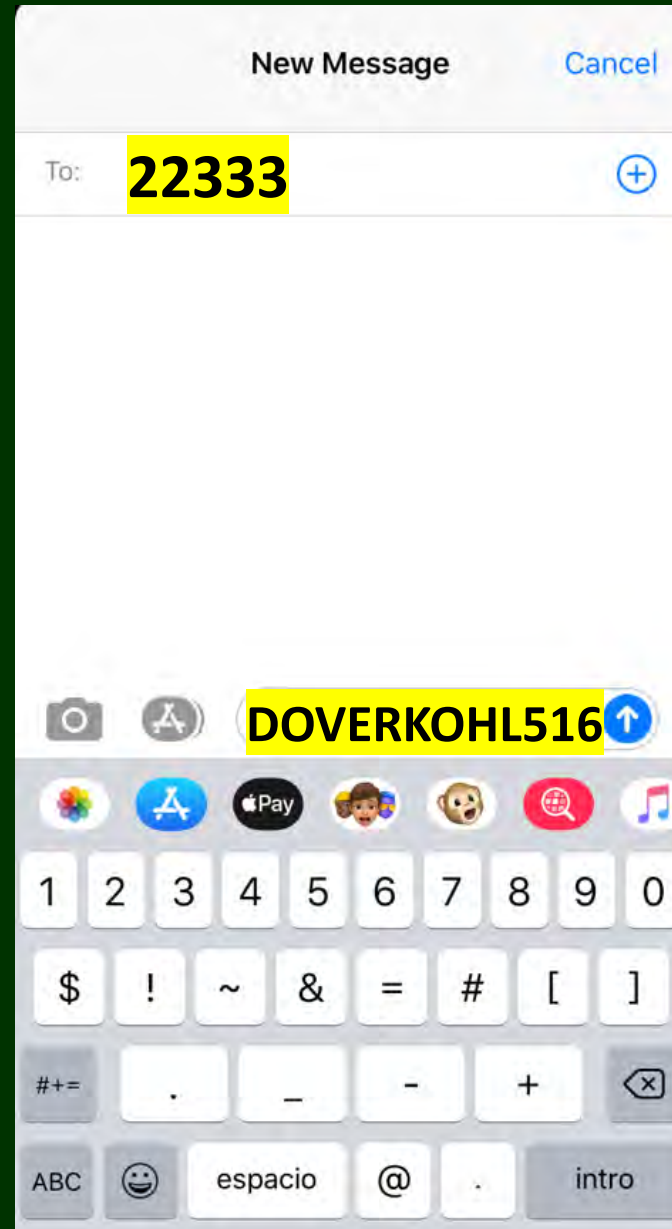 New Message Cancel
To: 22333
DOVERKOHL516
Pay
1 2 3 4 5 6 7 8 9 0
$ ! ~ & = # [ ]
#+= . _ - +
ABC espacio @ . intro